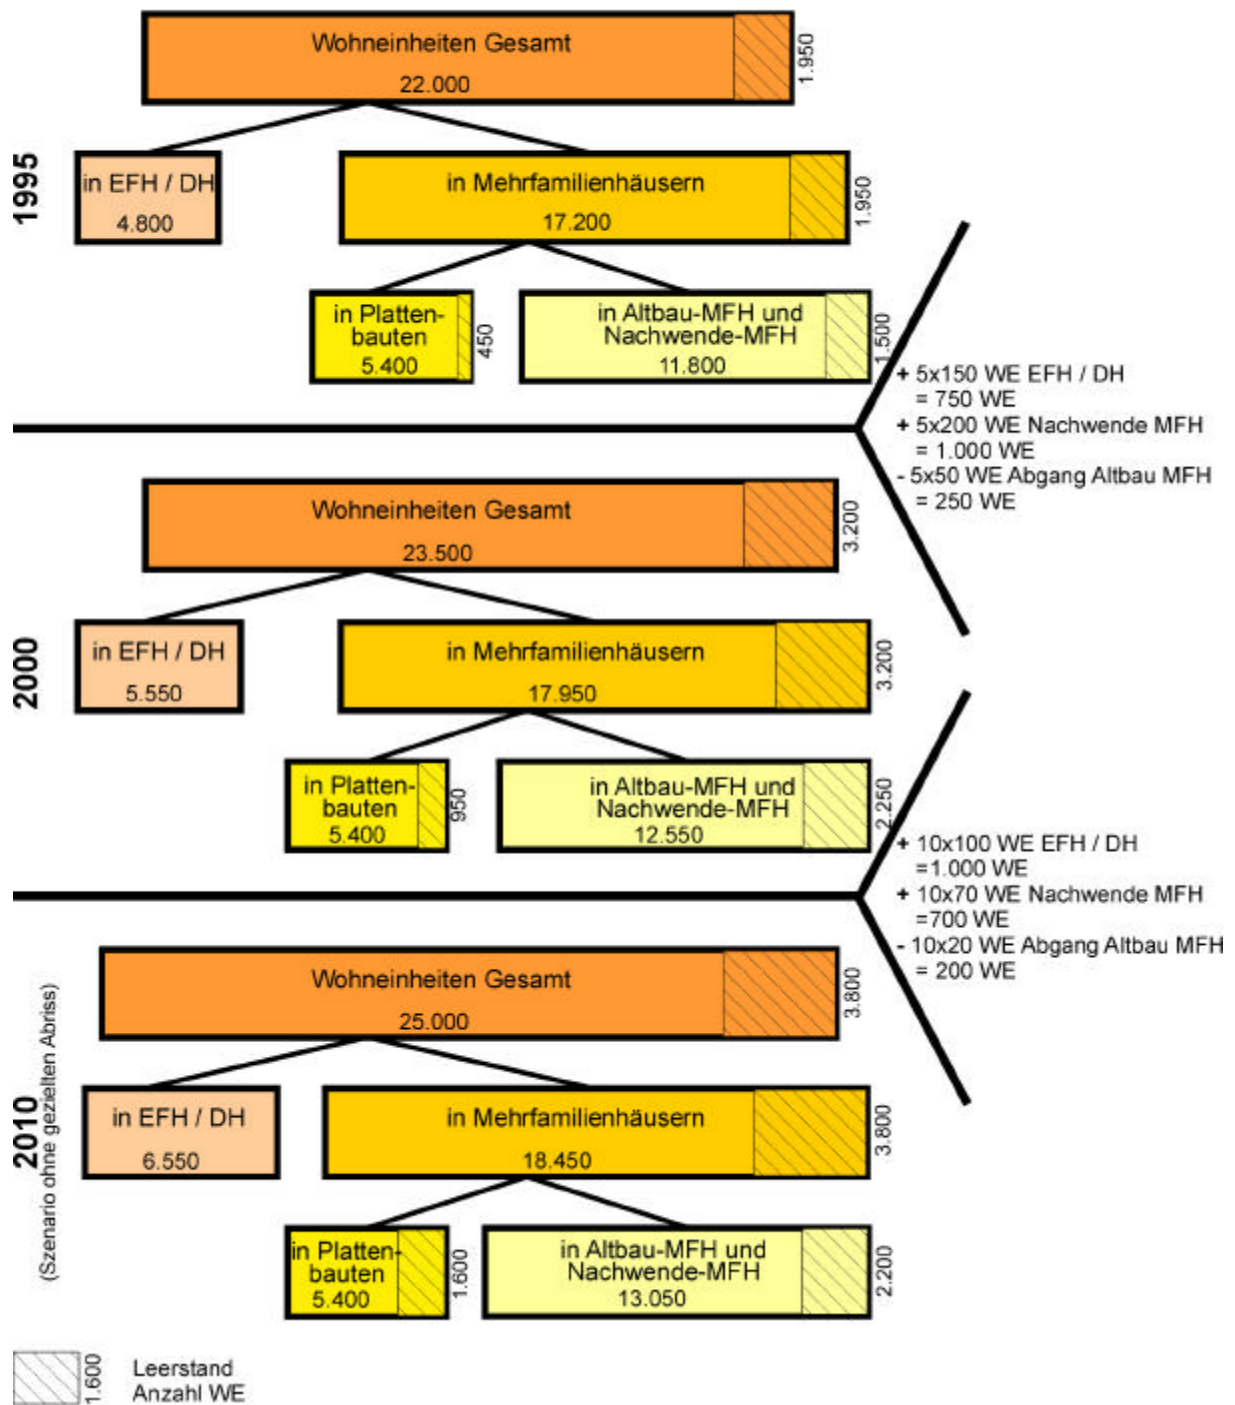 1995
Wohneinheiten Gesamt
22.000
1.950
in EFH / DH
4.800
in Mehrfamilienhäusern
17.200
1.950
in Platten-
bauten
5.400
450
in Altbau-MFH und
Nachwende-MFH
11.800
1.500
+ 5x150 WE EFH / DH
= 750 WE
+ 5x200 WE Nachwende MFH
= 1.000 WE
- 5x50 WE Abgang Altbau MFH
= 250 WE
2000
Wohneinheiten Gesamt
23.500
3.200
in EFH / DH
5.550
in Mehrfamilienhäusern
17.950
3.200
in Platten-
bauten
5.400
950
in Altbau-MFH und
Nachwende-MFH
12.550
2.250
+ 10x100 WE EFH / DH
=1.000 WE
+ 10x70 WE Nachwende MFH
=700 WE
- 10x20 WE Abgang Altbau MFH
= 200 WE
2010
(Szenario ohne gezielten Abriss)
Wohneinheiten Gesamt
25.000
3.800
in EFH / DH
6.550
in Mehrfamilienhäusern
18.450
3.800
in Platten-
bauten
5.400
1.600
in Altbau-MFH und
Nachwende-MFH
13.050
2.200
1.600
Leerstand
Anzahl WE